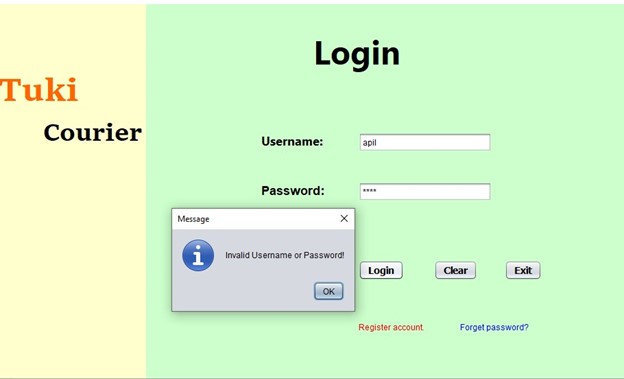 Login
Tuki
Courier
Username: apil
Password: ****
Message
Invalid Username or Password!
OK
Login Clear Exit
Register account. Forget password?